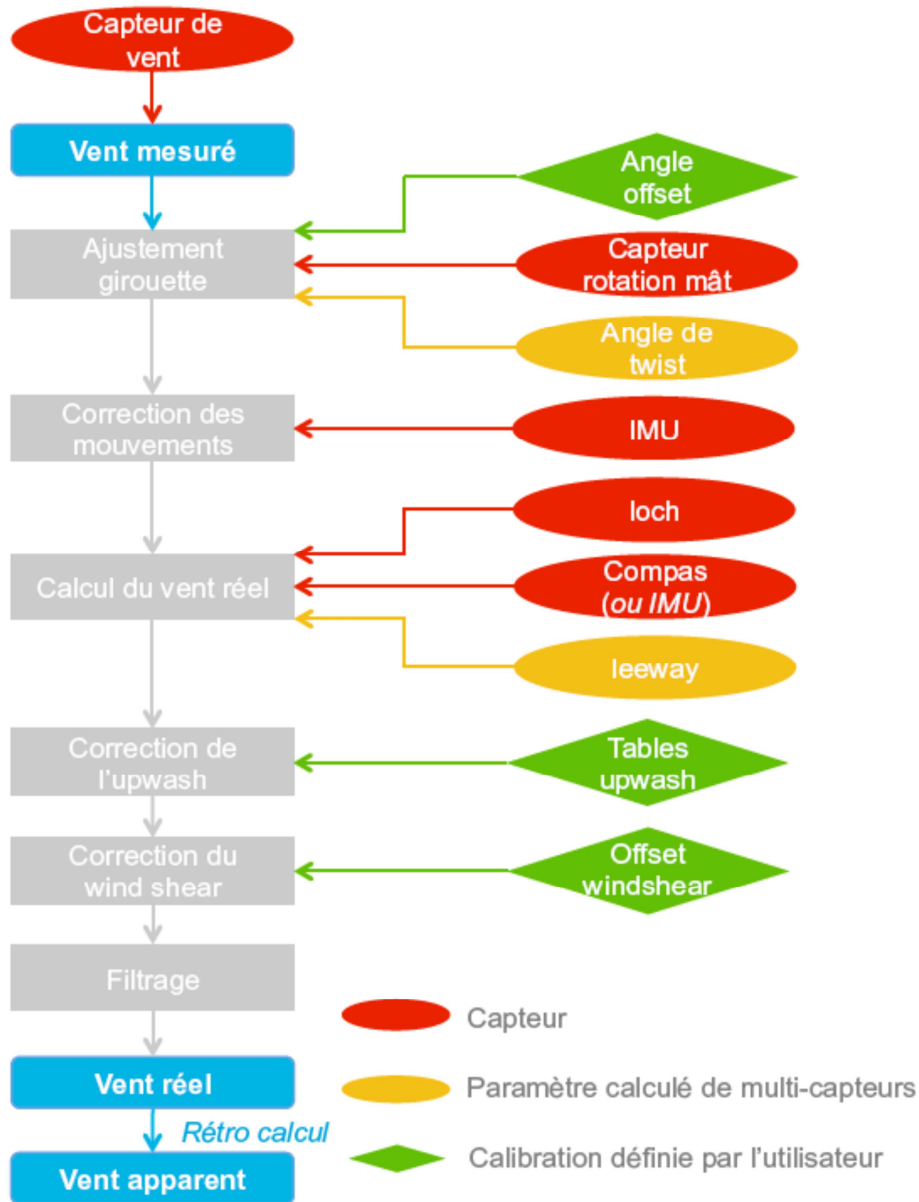 Capteur de
vent
Vent mesuré
Angle
offset
Ajustement
girouette
Capteur
rotation mât
Angle de
twist
Correction des
mouvements
IMU
loch
Calcul du vent réel
Compas
(ou IMU)
leeway
Correction de
l'upwash
Tables
upwash
Correction du
wind shear
Offset
windshear
Filtrage
Capteur
Vent réel
Paramètre calculé de multi-capteurs
Rétro calcul
Vent apparent
Calibration définie par l'utilisateur